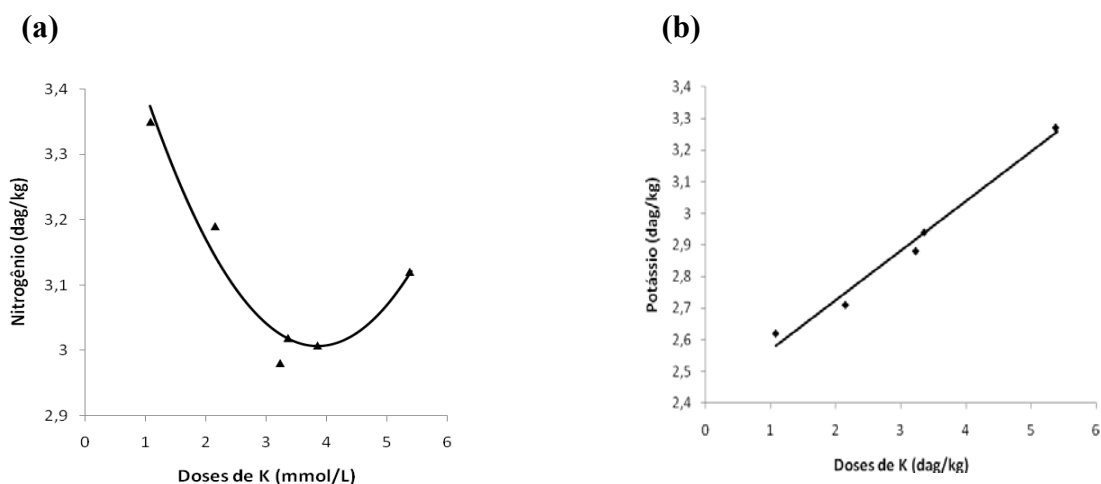 (a)
3,4
3,3
3,2
3,1
3
2,9
Nitrogênio (dag/kg)
0 1 2 3 4 5 6
Doses de K (mmol/L)
(b)
3,4
3,3
3,2
3,1
3
2,9
2,8
2,7
2,6
2,5
2,4
Potássio (dag/kg)
0 1 2 3 4 5 6
Doses de K (dag/kg)